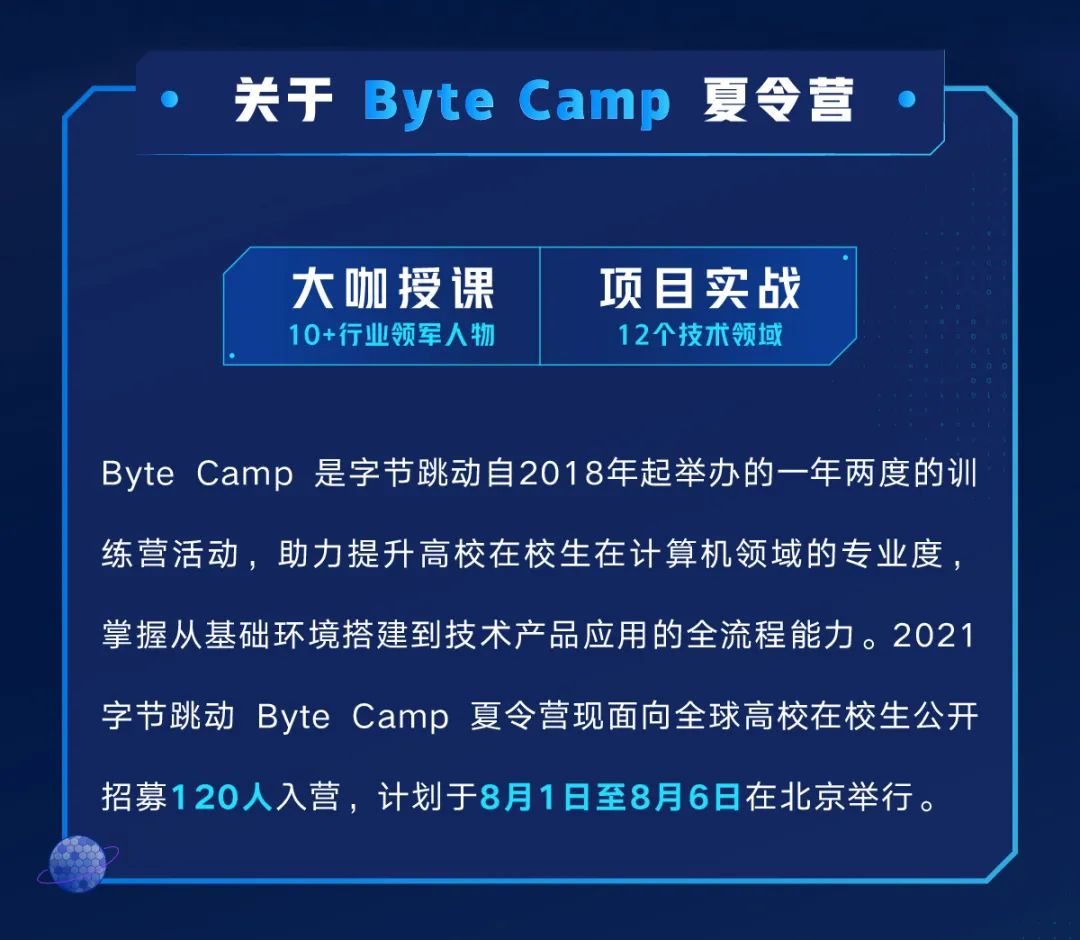 关于 Byte Camp 夏令营
大咖授课
10+行业领军人物
项目实战
12个技术领域
Byte Camp 是字节跳动自2018年起举办的一年两度的训
练营活动，助力提升高校在校生在计算机领域的专业度，
掌握从基础环境搭建到技术产品应用的全流程能力。2021
字节跳动 Byte Camp 夏令营现面向全球高校在校生公开
招募120人入营，计划于8月1日至8月6日在北京举行。